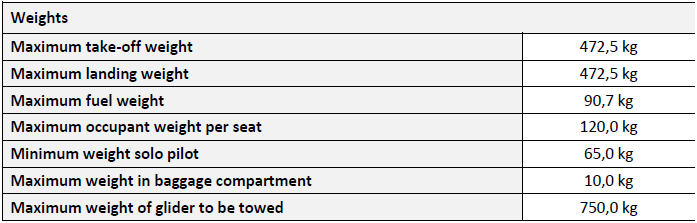 Weights
Maximum take-off weight 472,5 kg
Maximum landing weight 472,5 kg
Maximum fuel weight 90,7 kg
Maximum occupant weight per seat 120,0 kg
Minimum weight solo pilot 65,0 kg
Maximum weight in baggage compartment 10,0 kg
Maximum weight of glider to be towed 750,0 kg